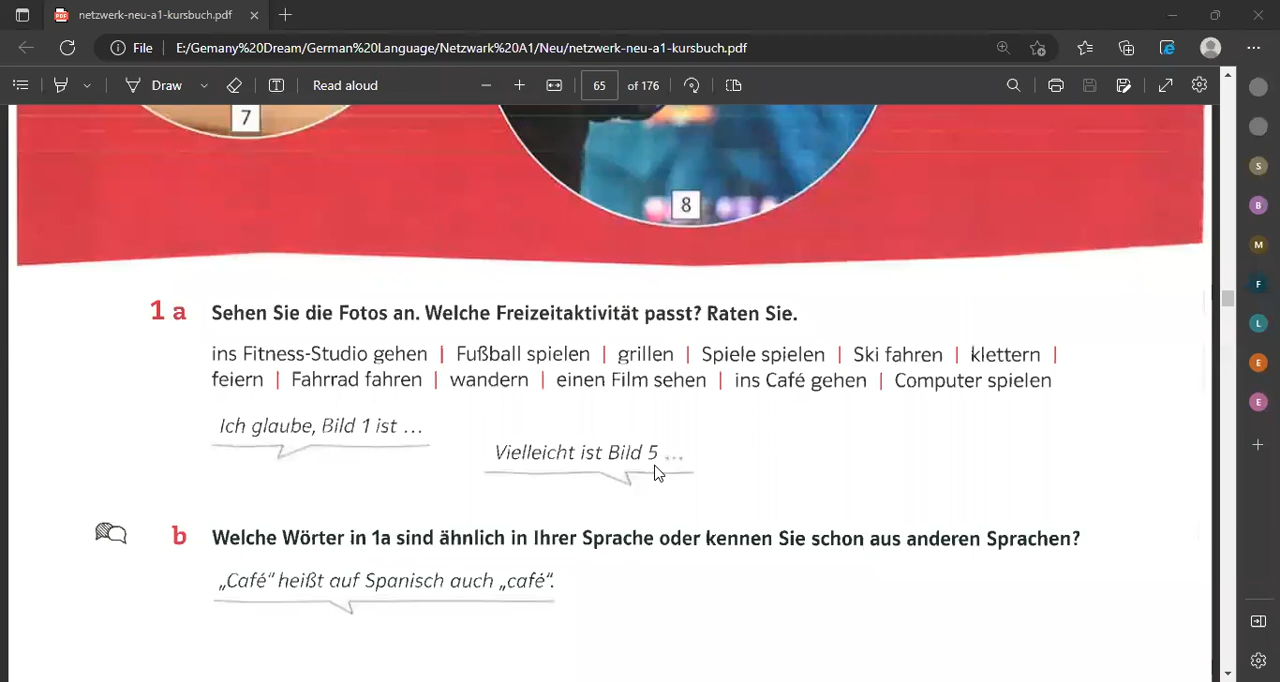 netzwerk-neu-a1-kursbuch.pdf
File E:/Gemany%20Dream/German%20Language/Netzwark%20A1/Neu/netzwerk-neu-a1-kursbuch.pdf
Draw Read aloud 65 of 176
7
8
1 a Sehen Sie die Fotos an. Welche Freizeitaktivität passt? Raten Sie.
ins Fitness-Studio gehen | Fußball spielen | grillen | Spiele spielen | Ski fahren | klettern |
feiern | Fahrrad fahren | wandern | einen Film sehen | ins Café gehen | Computer spielen
Ich glaube, Bild 1 ist ...
Vielleicht ist Bild 5 ...
b Welche Wörter in 1a sind ähnlich in Ihrer Sprache oder kennen Sie schon aus anderen Sprachen?
„Café“ heißt auf Spanisch auch „café“.
S
B
M
F
L
E
E